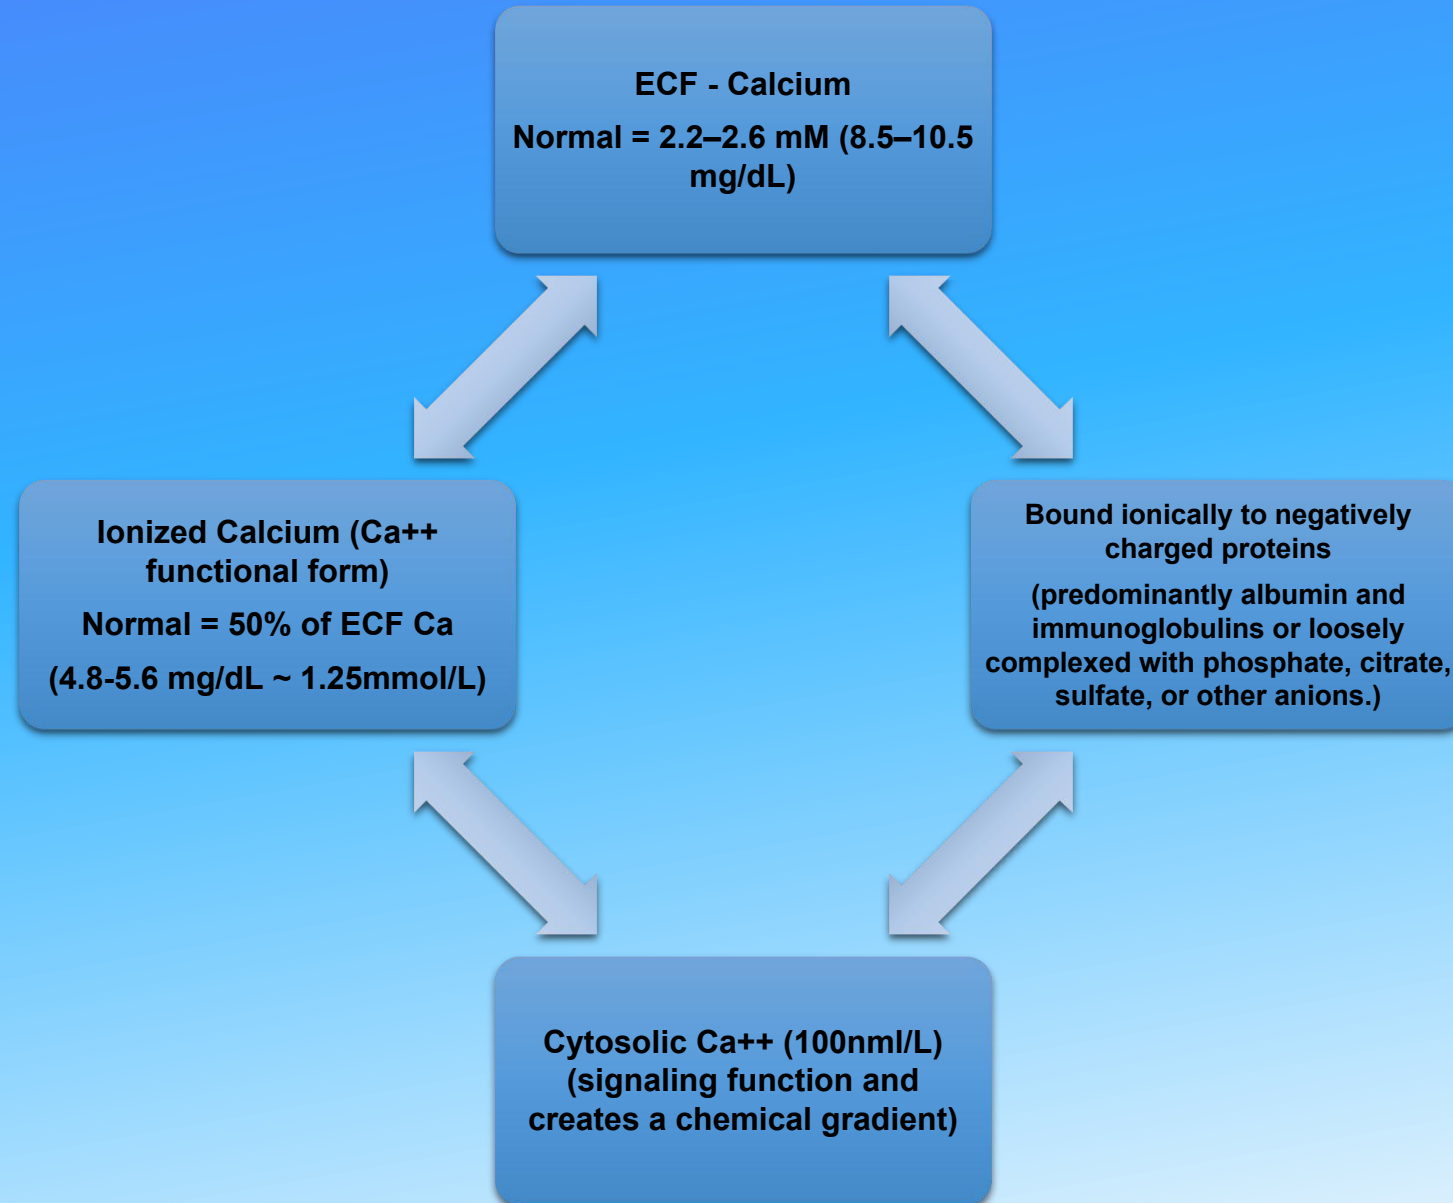 ECF - Calcium
Normal = 2.2–2.6 mM (8.5–10.5
mg/dL)
Ionized Calcium (Ca++
functional form)
Normal = 50% of ECF Ca
(4.8-5.6 mg/dL ~ 1.25mmol/L)
Bound ionically to negatively
charged proteins
(predominantly albumin and
immunoglobulins or loosely
complexed with phosphate, citrate,
sulfate, or other anions.)
Cytosolic Ca++ (100nml/L)
(signaling function and
creates a chemical gradient)